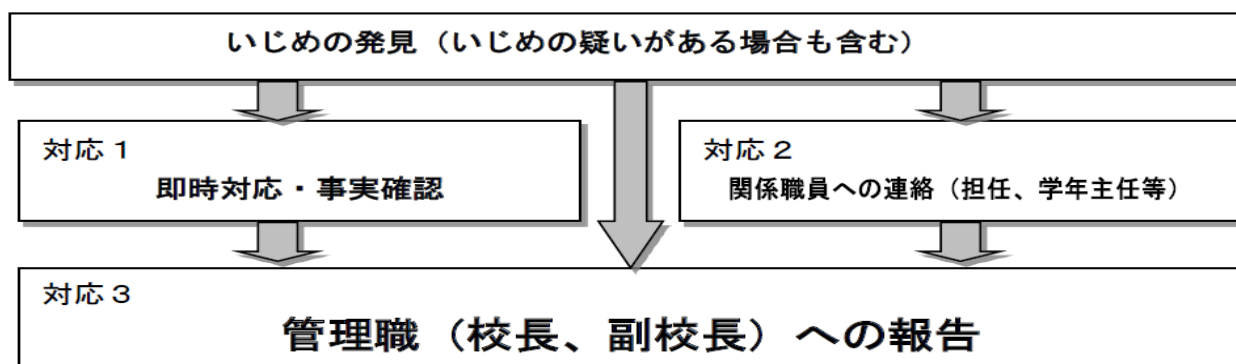 いじめの発見（いじめの疑いがある場合も含む）
対応１
即時対応・事実確認
対応２
関係職員への連絡（担任、学年主任等）
対応３
管理職（校長、副校長）への報告